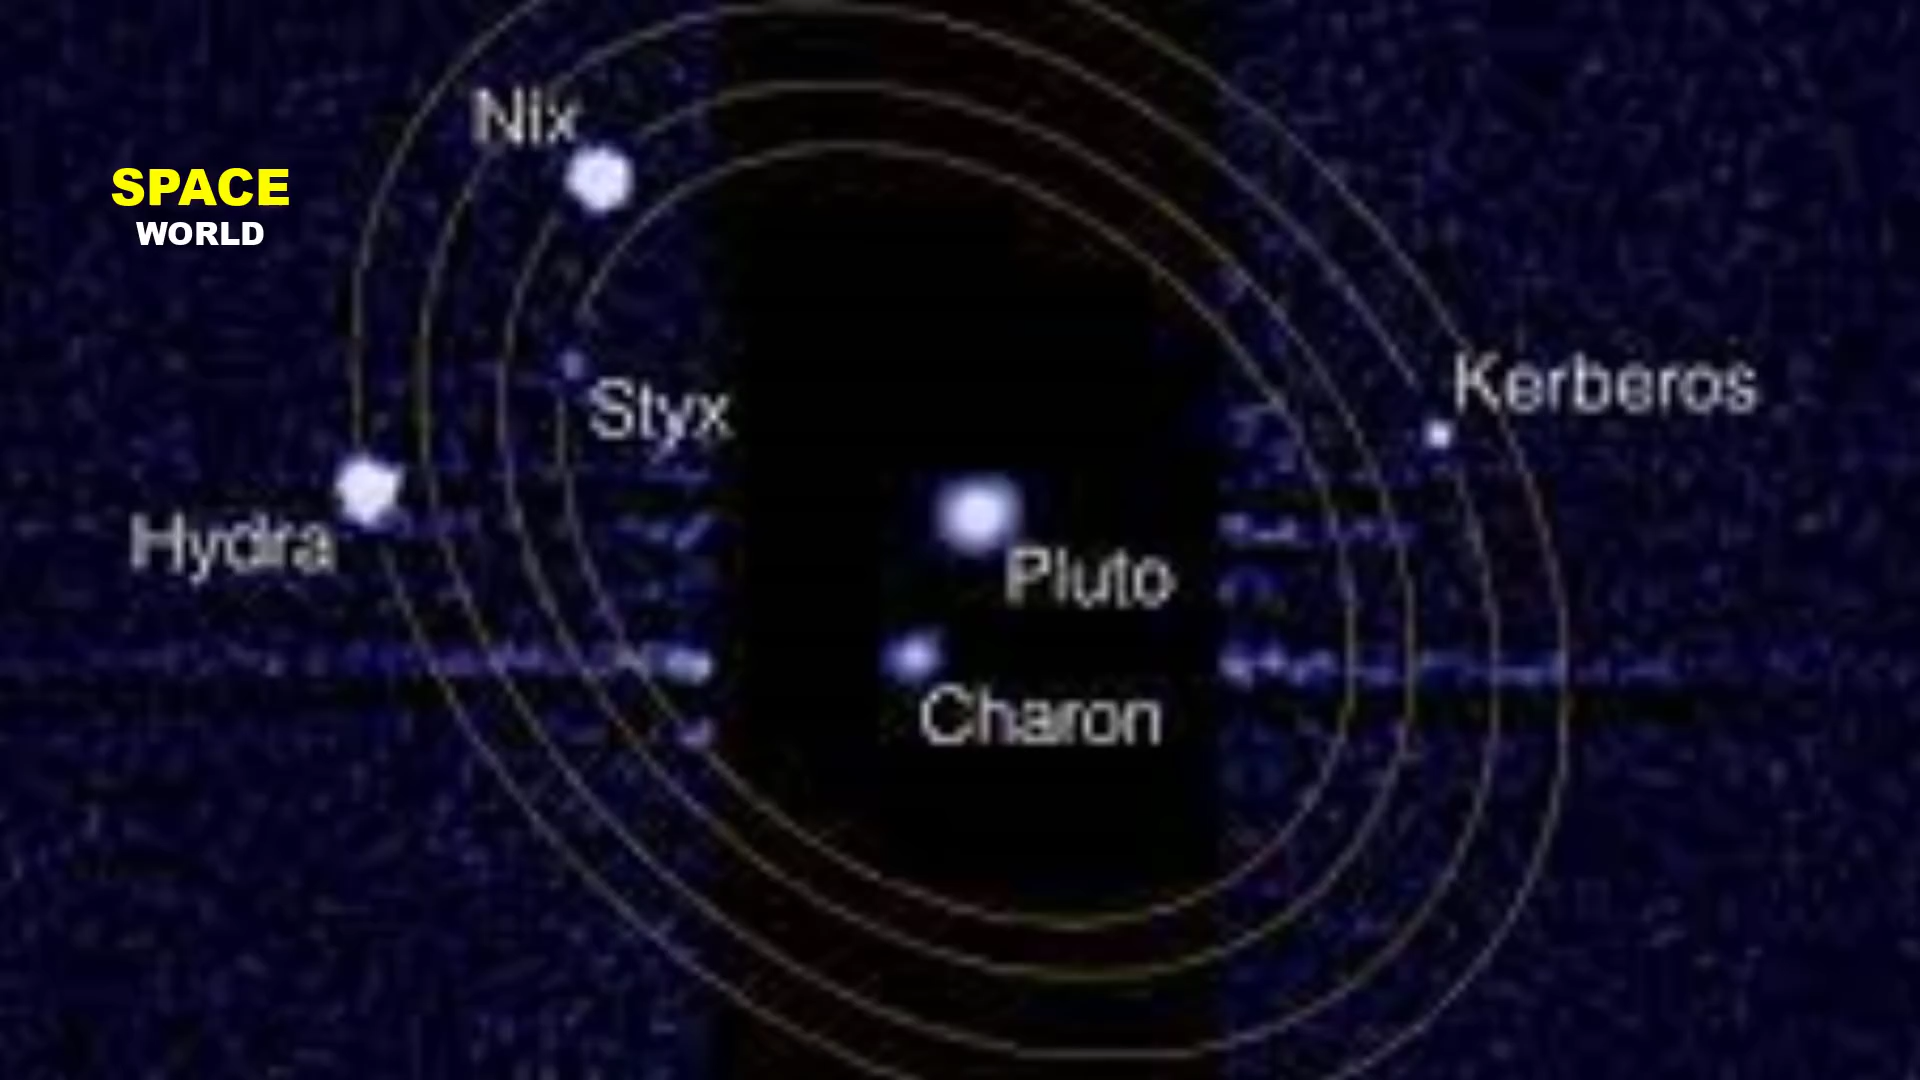 Nix
SPACE
WORLD
Kerberos
Styx
Hydra
Pluto
Charon